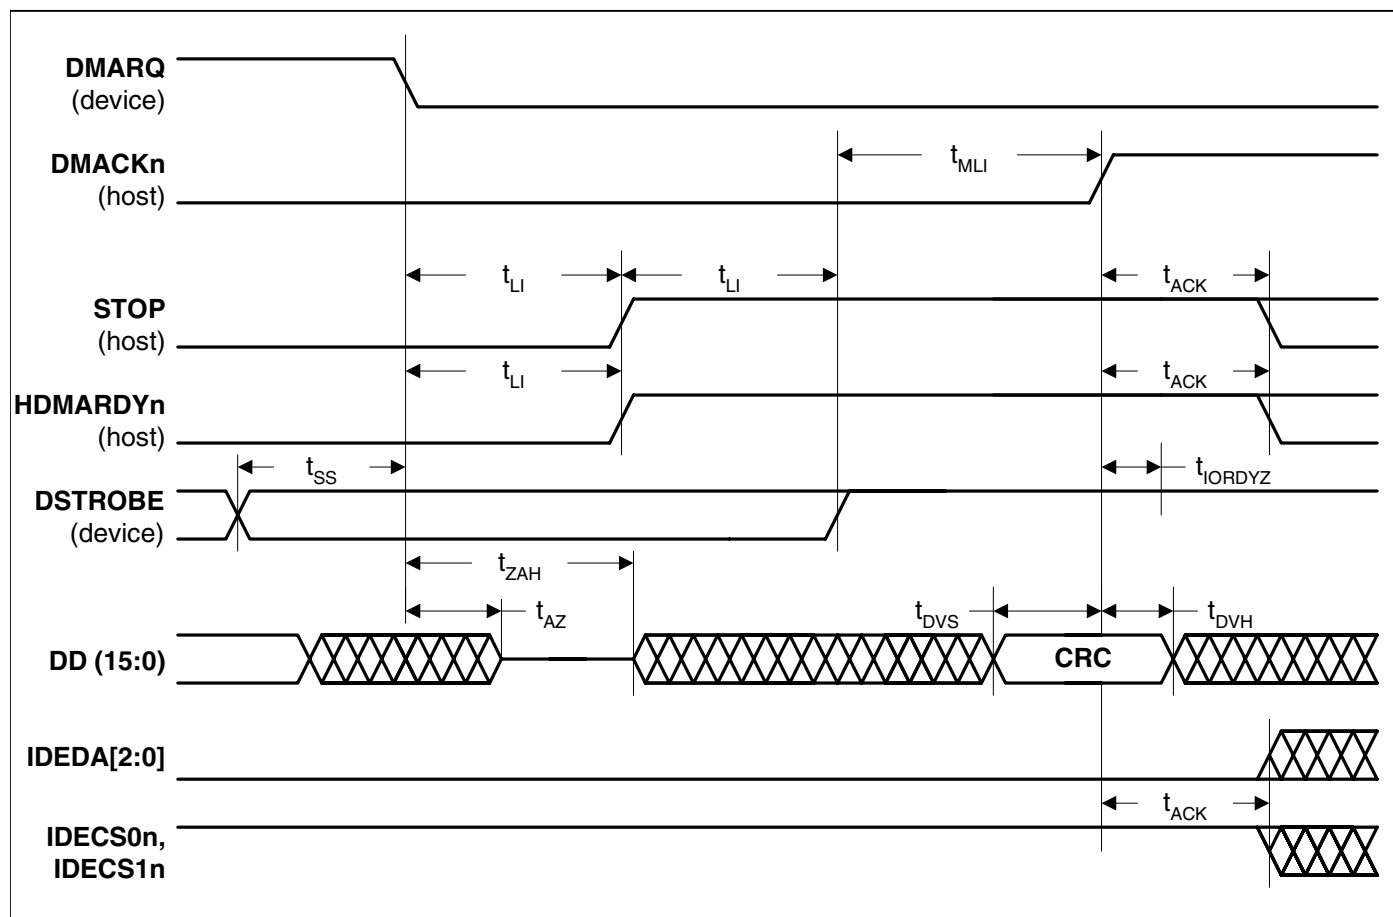 DMARQ
(device)
DMACKn
(host)
tMLI
tLI
tLI
tACK
STOP
(host)
tLI
tACK
HDMARDYn
(host)
tSS
tIORDYZ
DSTROBE
(device)
tZAH
tAZ
tDVS
tDVH
DD (15:0)
CRC
IDEDA[2:0]
tACK
IDECS0n,
IDECS1n